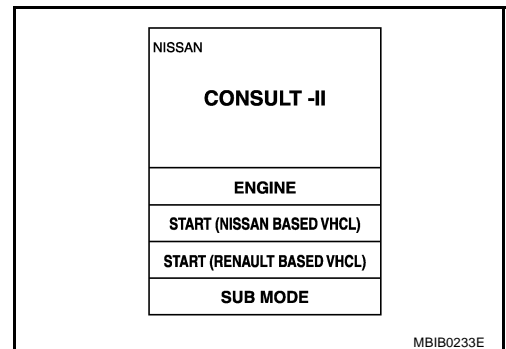 NISSAN
CONSULT -II
ENGINE
START (NISSAN BASED VHCL)
START (RENAULT BASED VHCL)
SUB MODE
MBIB0233E